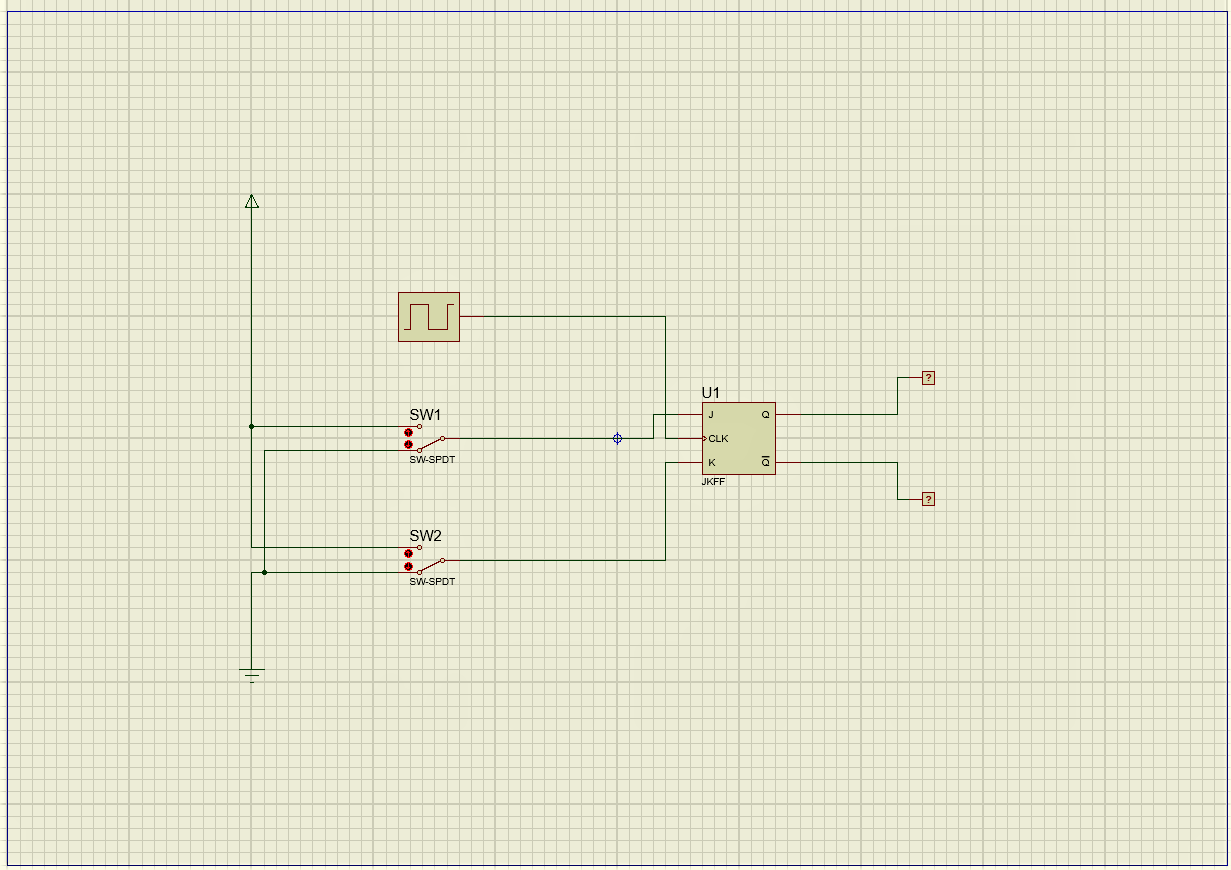 ?
U1
SW1
J
Q
CLK
SW-SPDT
K
Q
JKFF
?
SW2
SW-SPDT